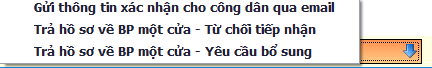 Gửi thông tin xác nhận cho công dân qua email
Trả hồ sơ về BP một cửa - Từ chối tiếp nhận
Trả hồ sơ về BP một cửa - Yêu cầu bổ sung